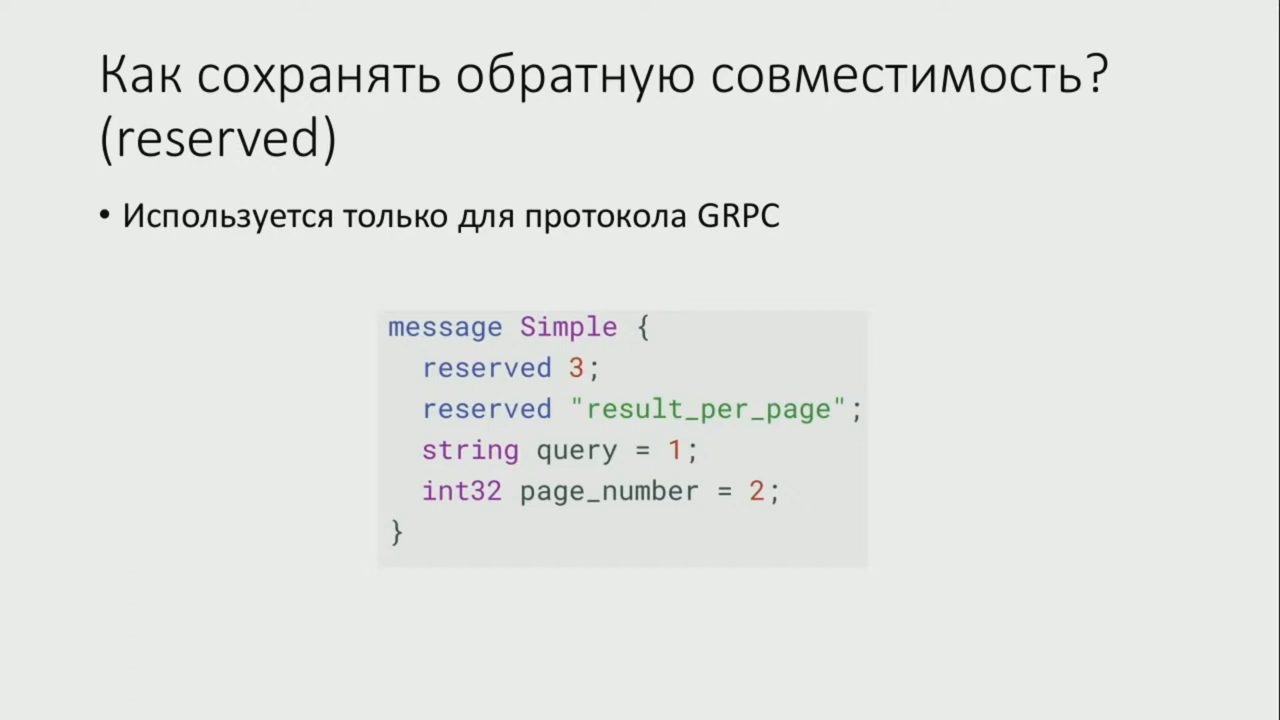 Как сохранять обратную совместимость?
(reserved)
• Используется только для протокола GRPC
message Simple {
  reserved 3;
  reserved "result_per_page";
  string query = 1;
  int32 page_number = 2;
}